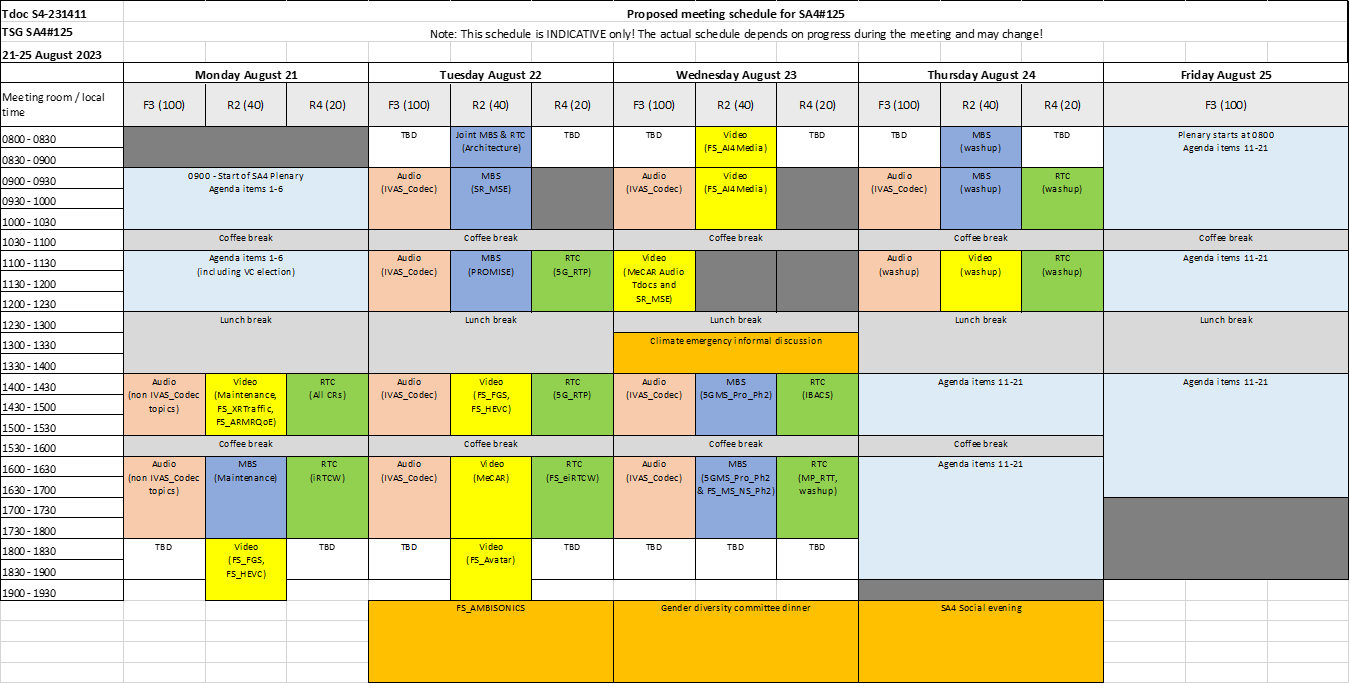 Tdoc S4-231411
Proposed meeting schedule for SA4#125
TSG SA4#125
Note: This schedule is INDICATIVE only! The actual schedule depends on progress during the meeting and may change!
21-25 August 2023
Monday August 21
Tuesday August 22
Wednesday August 23
Thursday August 24
Friday August 25
Meeting room / local
time
F3 (100)
R2 (40)
R4 (20)
F3 (100)
R2 (40)
R4 (20)
F3 (100)
R2 (40)
R4 (20)
F3 (100)
R2 (40)
R4 (20)
F3 (100)
0800 - 0830
TBD
Joint MBS & RTC
(Architecture)
TBD
TBD
Video
(FS_AI4Media)
TBD
TBD
MBS
(washup)
TBD
Plenary starts at 0800
Agenda items 11-21
0830 - 0900
0900 - 0930
0900 - Start of SA4 Plenary
Agenda items 1-6
Audio
(IVAS_Codec)
MBS
(SR_MSE)
Audio
(IVAS_Codec)
Video
(FS_AI4Media)
Audio
(IVAS_Codec)
MBS
(washup)
RTC
(washup)
0930 - 1000
1000 - 1030
1030 - 1100
Coffee break
Coffee break
Coffee break
Coffee break
Coffee break
1100 - 1130
Agenda items 1-6
(including VC election)
Audio
(IVAS_Codec)
MBS
(PROMISE)
RTC
(5G_RTP)
Video
(MeCAR Audio
Tdocs and
SR_MSE)
Audio
(washup)
Video
(washup)
RTC
(washup)
Agenda items 11-21
1130 - 1200
1200 - 1230
1230 - 1300
Lunch break
Lunch break
Lunch break
Lunch break
Lunch break
1300 - 1330
Climate emergency informal discussion
1330 - 1400
1400 - 1430
Audio
(non IVAS_Codec
topics)
Video
(Maintenance,
FS_XRTraffic,
FS_ARMRQoE)
RTC
(All CRs)
Audio
(IVAS_Codec)
Video
(FS_FGS,
FS_HEVC)
RTC
(5G_RTP)
Audio
(IVAS_Codec)
MBS
(5GMS_Pro_Ph2)
RTC
(IBACS)
Agenda items 11-21
Agenda items 11-21
1430 - 1500
1500 - 1530
1530 - 1600
Coffee break
Coffee break
Coffee break
Coffee break
1600 - 1630
Audio
(non IVAS_Codec
topics)
MBS
(Maintenance)
RTC
(iRTCW)
Audio
(IVAS_Codec)
Video
(MeCAR)
RTC
(FS_eiRTCW)
Audio
(IVAS_Codec)
MBS
(5GMS_Pro_Ph2
& FS_MS_NS_Ph2)
RTC
(MP_RTT,
washup)
Agenda items 11-21
1630 - 1700
1700 - 1730
1730 - 1800
1800 - 1830
TBD
Video
(FS_FGS,
FS_HEVC)
TBD
TBD
Video
(FS_Avatar)
TBD
TBD
TBD
TBD
1830 - 1900
1900 - 1930
FS_AMBISONICS
Gender diversity committee dinner
SA4 Social evening